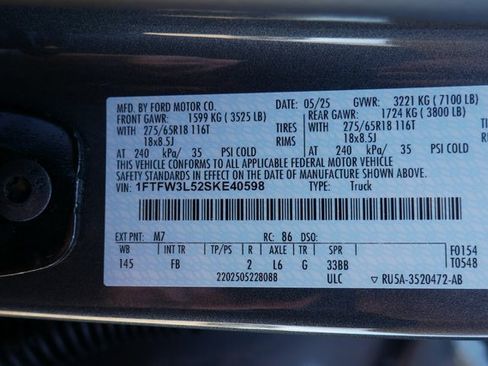 MFD. BY FORD MOTOR CO. 05/25 GVWR: 3221 KG ( 7100 LB)
FRONT GAWR: 1599 KG ( 3525 LB) REAR GAWR: 1724 KG ( 3800 LB)
WITH 275/65R18 116T TIRES WITH 275/65R18 116T TIRES
18x8.5J RIMS 18x8.5J RIMS
AT 240 kPa/ 35 PSI COLD AT 240 kPa/ 35 PSI COLD
THIS VEHICLE CONFORMS TO ALL APPLICABLE FEDERAL MOTOR VEHICLE
SAFETY STANDARDS IN EFFECT ON THE DATE OF MANUFACTURE SHOWN ABOVE.
VIN: 1FTFW3L52SKE40598 TYPE: Truck
EXT PNT: M7 RC: 86 DSO:
WB INT TR TP/PS R AXLE TR SPR F0154
145 FB 2 L6 G 33BB T0548
2202505228088 ULC RU5A-3520472-AB